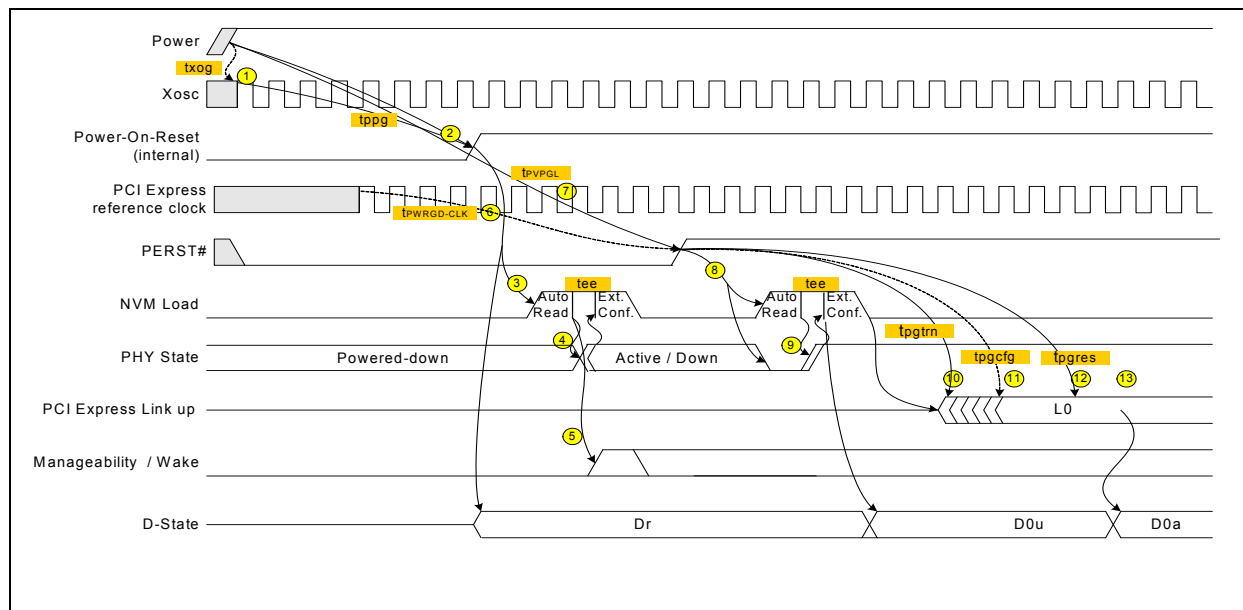 Power
txog
1
Xosc
tppg
2
Power-On-Reset
(internal)
tPVPGL
7
PCI Express
reference clock
tPWRGD-CLK
6
PERST#
8
3
tee
tee
NVM Load
Auto
Read
Ext.
Conf.
Auto
Read
Ext.
Conf.
tpgtrn
4
9
PHY State
Powered-down
Active / Down
tpgcfg
tpgres
10
11
12
13
PCI Express Link up
L0
5
Manageability / Wake
D-State
Dr
D0u
D0a